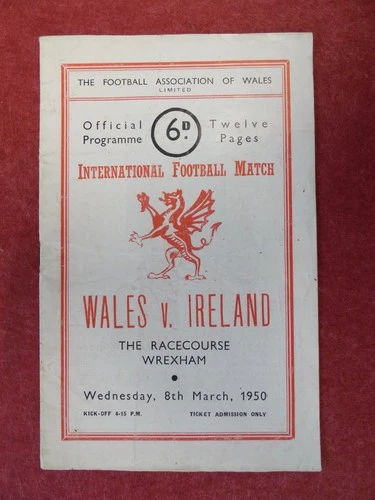 THE FOOTBALL ASSOCIATION OF WALES
LIMITED
Official Programme
6D.
Twelve Pages
INTERNATIONAL FOOTBALL MATCH
WALES v. IRELAND
THE RACECOURSE
WREXHAM
Wednesday, 8th March, 1950
KICK-OFF 4-15 P.M. TICKET ADMISSION ONLY